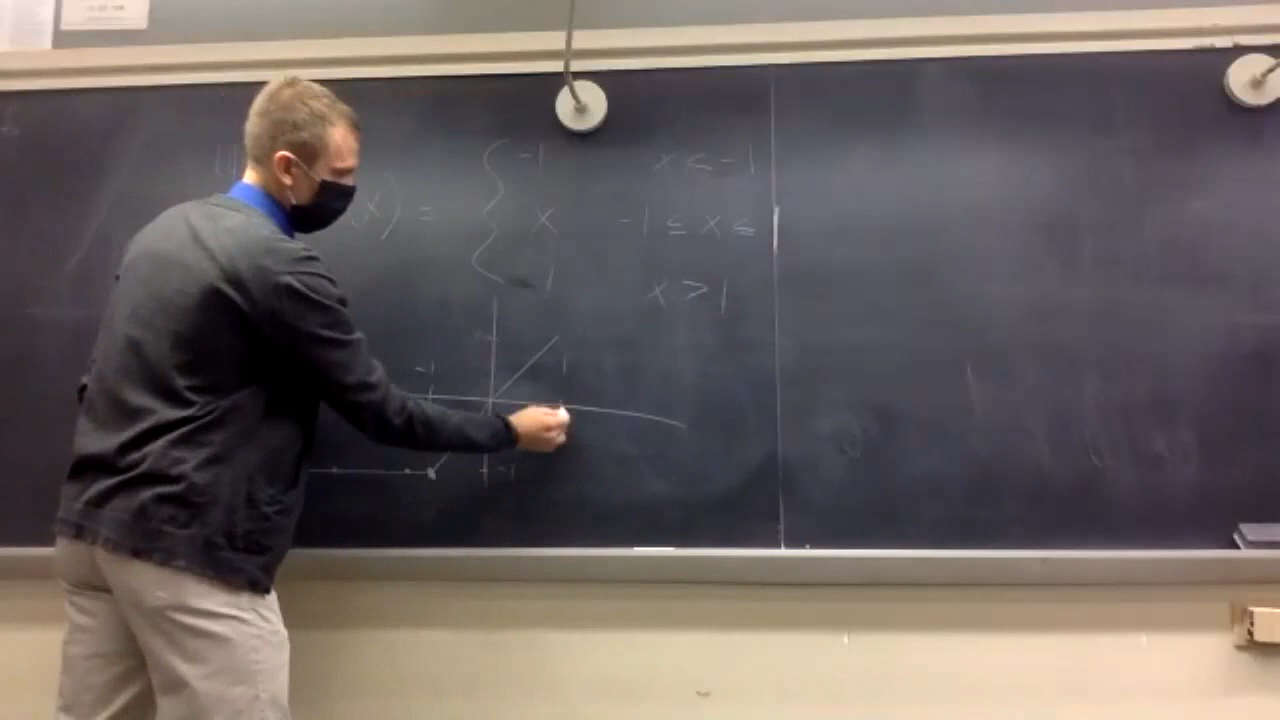 -1 x < -1
(x) = x -1 ≤ x ≤
1 x > 1
-1 1
-1